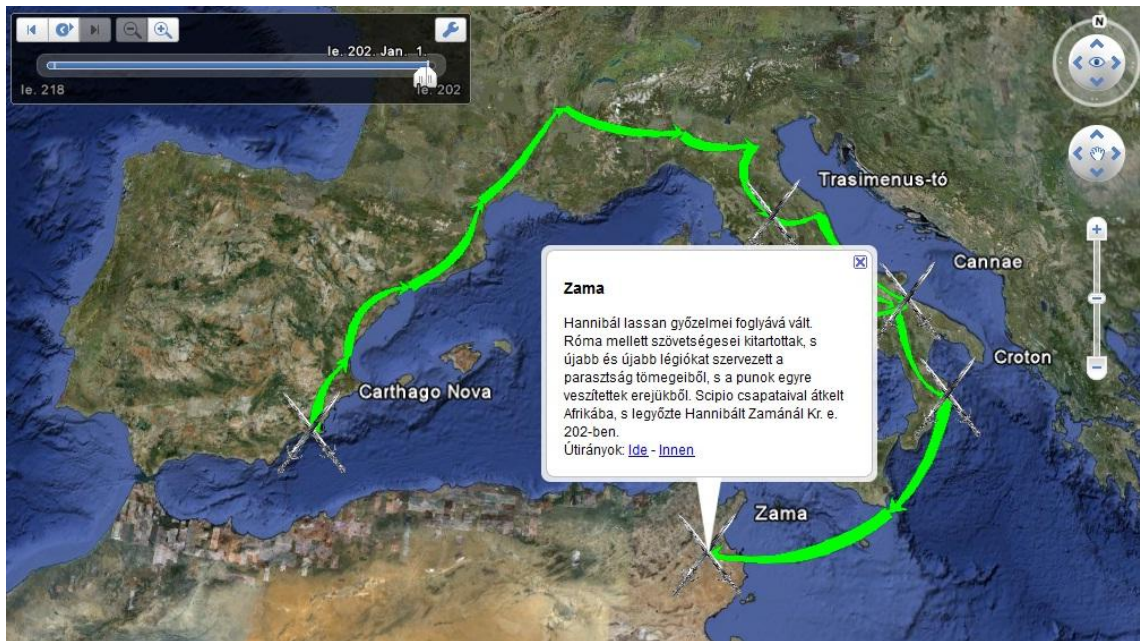 Ie. 202. Jan. 1.
Ie. 218
Ie. 202
N
Trasimenus-tó
Cannae
Croton
Carthago Nova
Zama
Hannibál lassan győzelmei foglyává vált.
Róma mellett szövetségesei kitartottak, s
újabb és újabb légiókat szervezett a
parasztság tömegeiből, s a punok egyre
veszítettek erejükből. Scipio csapataival átkelt
Afrikába, s legyőzte Hannibált Zamánál Kr. e.
202-ben.
Útirányok: Ide - Innen
Zama